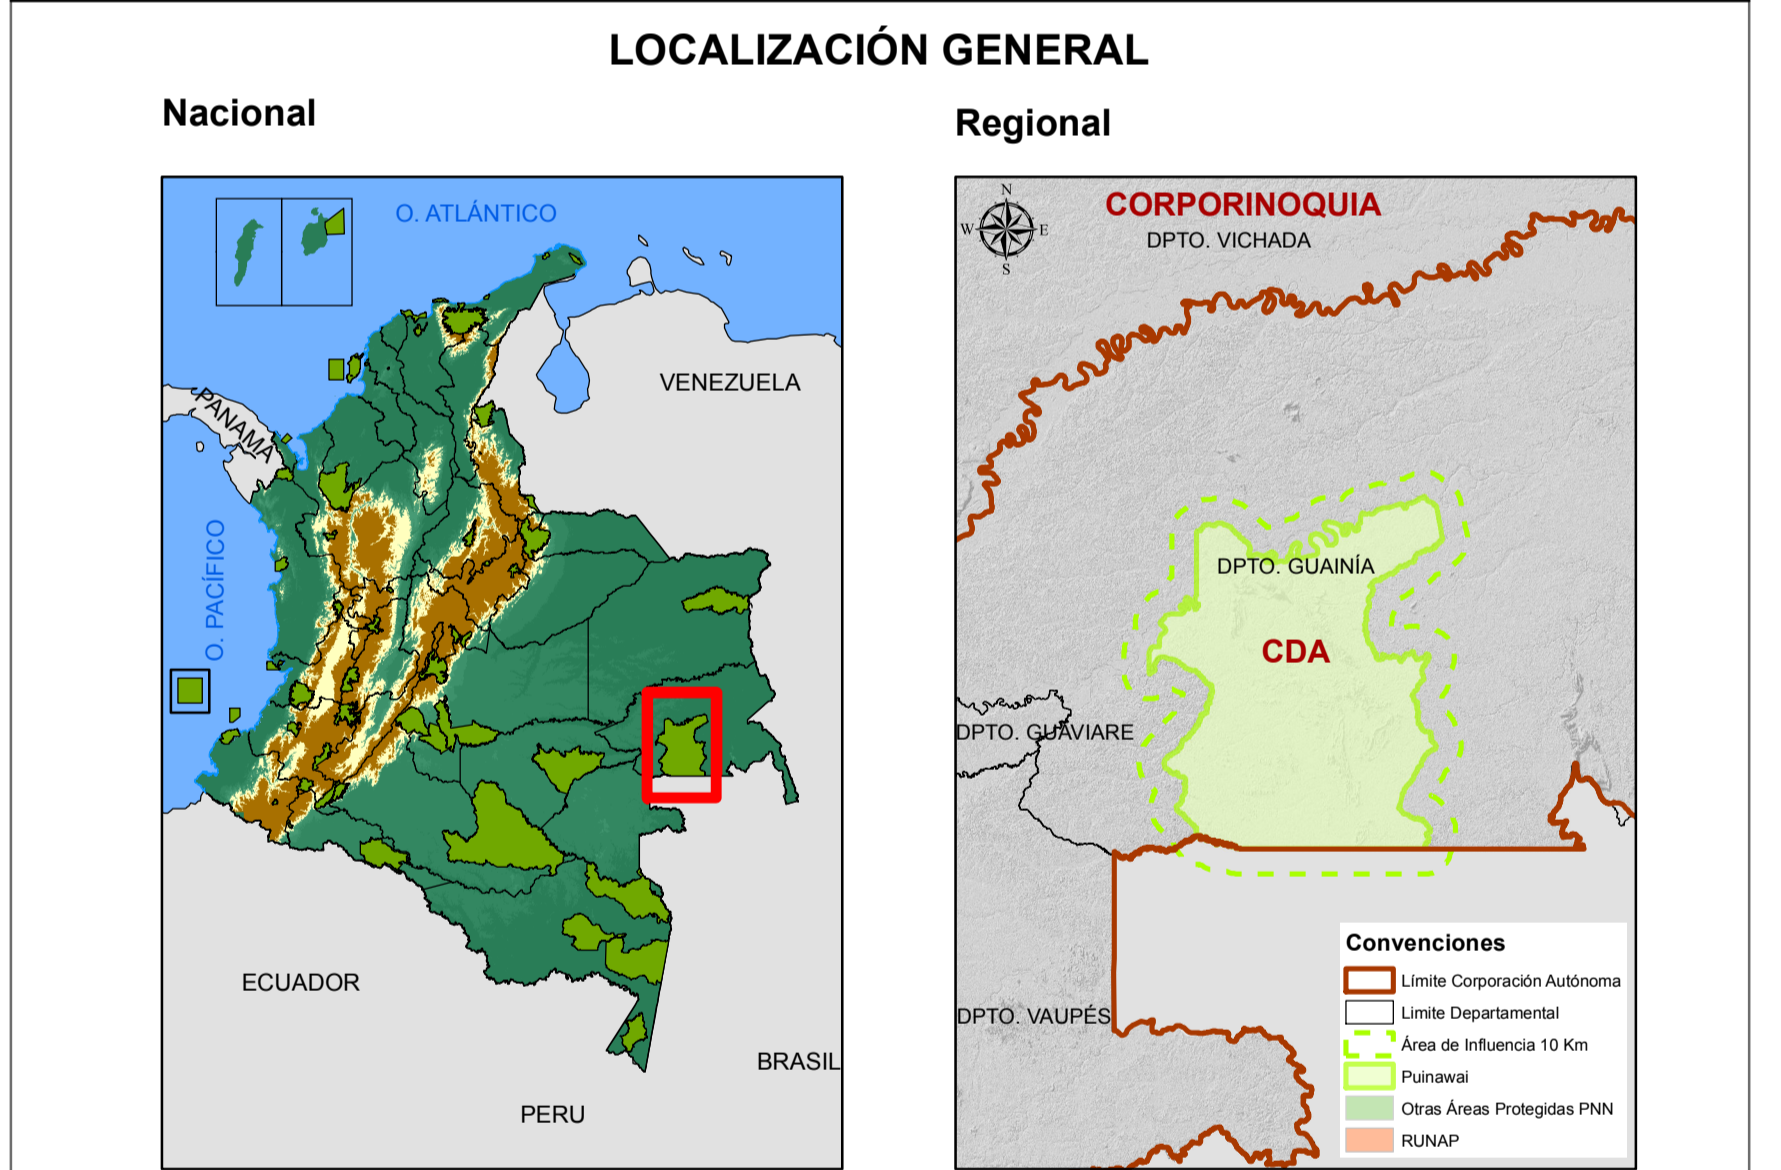 LOCALIZACIÓN GENERAL
Nacional
Regional
O. ATLÁNTICO
VENEZUELA
PANAMA
O. PACÍFICO
ECUADOR
BRASIL
PERU
N
W
E
S
CORPORINOQUIA
DPTO. VICHADA
DPTO. GUAINÍA
CDA
DPTO. GUAVIARE
DPTO. VAUPÉS
Convenciones
Límite Corporación Autónoma
Limite Departamental
Área de Influencia 10 Km
Puinawai
Otras Áreas Protegidas PNN
RUNAP